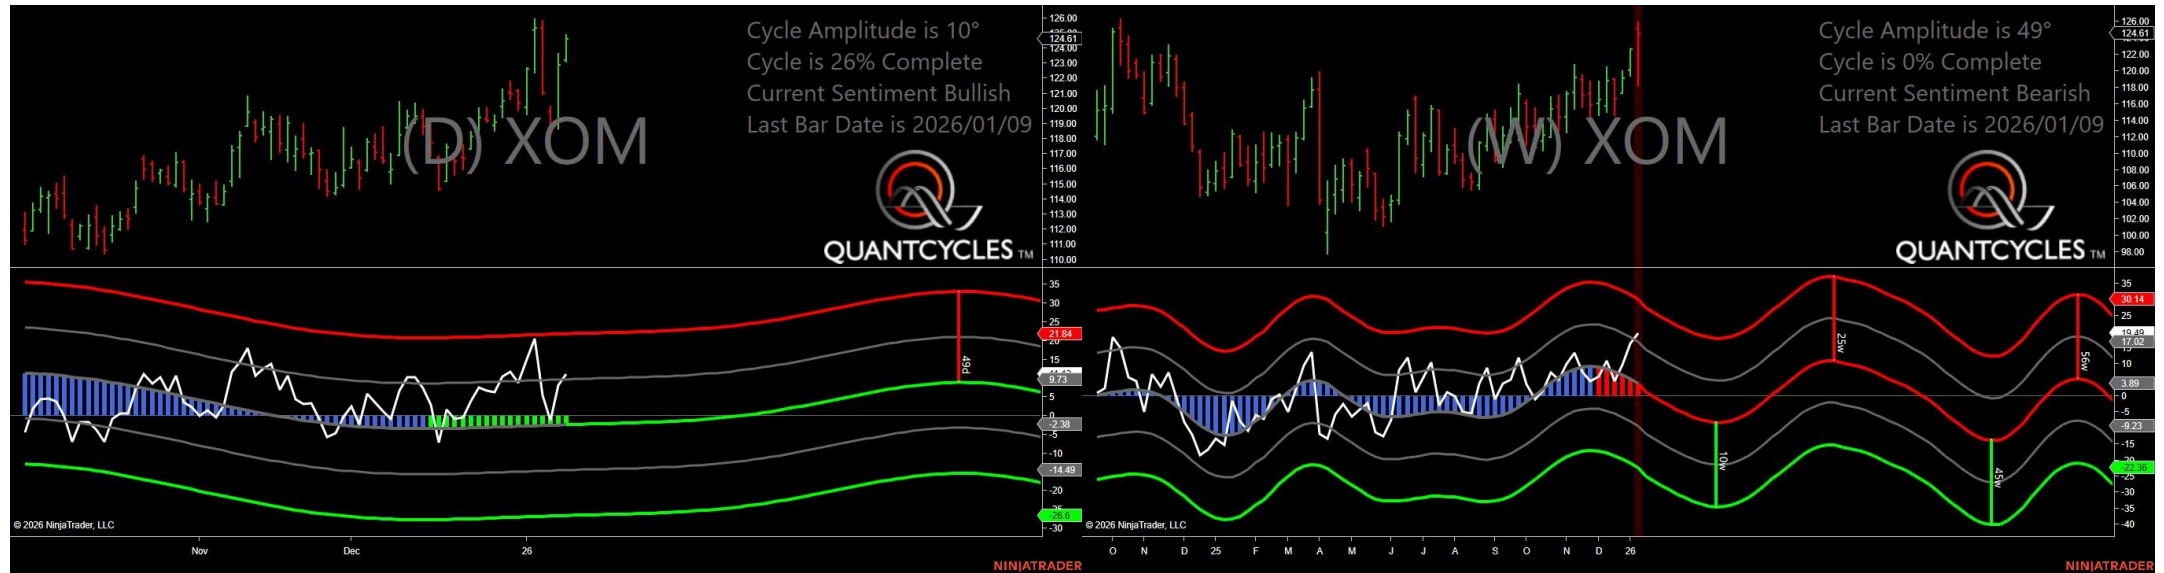 Cycle Amplitude is 10°
Cycle is 26% Complete
Current Sentiment Bullish
Last Bar Date is 2026/01/09
(D) XOM
QUANTCYCLES TM
126.00
124.61
124.00
123.00
122.00
121.00
120.00
119.00
118.00
117.00
116.00
115.00
114.00
113.00
112.00
111.00
110.00
35
30
25
21.84
20
15
9.73
5
0
-2.38
-5
-10
-14.49
-20
-25
-26.6
-30
49d
© 2026 NinjaTrader, LLC
Nov
Dec
26
NINJATRADER
Cycle Amplitude is 49°
Cycle is 0% Complete
Current Sentiment Bearish
Last Bar Date is 2026/01/09
(W) XOM
QUANTCYCLES TM
126.00
124.61
122.00
120.00
118.00
116.00
114.00
112.00
110.00
108.00
106.00
104.00
102.00
100.00
98.00
35
30.14
25
19.49
17.02
15
10
3.89
0
-5
-9.23
-15
-20
-22.36
-25
-30
-35
-40
10w
25w
45w
56w
© 2026 NinjaTrader, LLC
O
N
D
25
F
M
A
M
J
J
A
S
O
N
D
26
NINJATRADER